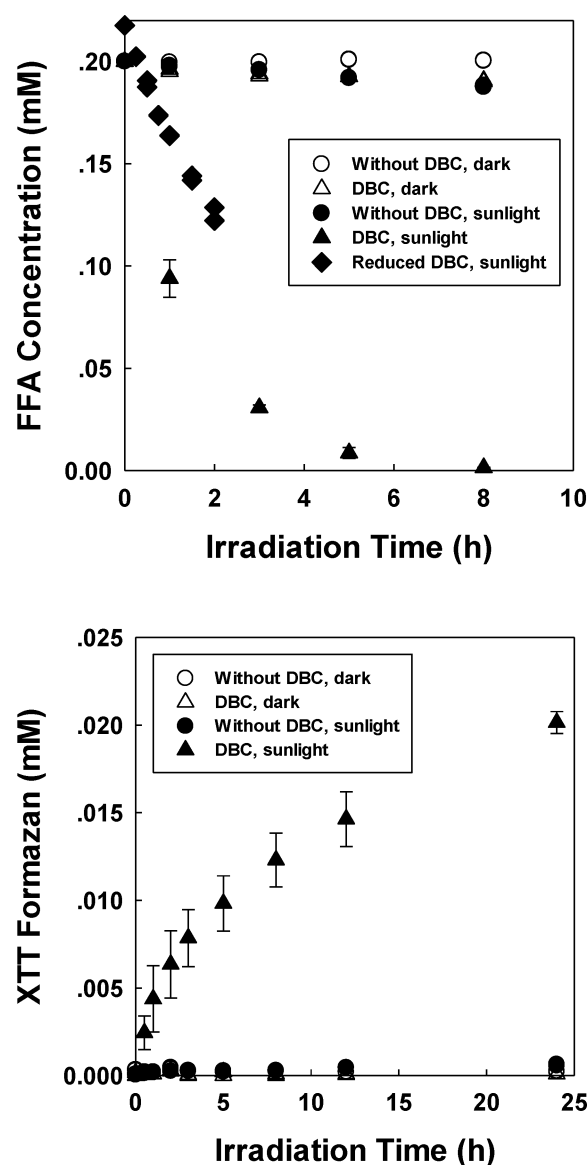 .20
.15
.10
.05
0.00
FFA Concentration (mM)
Without DBC, dark
DBC, dark
Without DBC, sunlight
DBC, sunlight
Reduced DBC, sunlight
0 2 4 6 8 10
Irradiation Time (h)
.025
.020
.015
.010
.005
0.000
XTT Formazan (mM)
Without DBC, dark
DBC, dark
Without DBC, sunlight
DBC, sunlight
0 5 10 15 20 25
Irradiation Time (h)